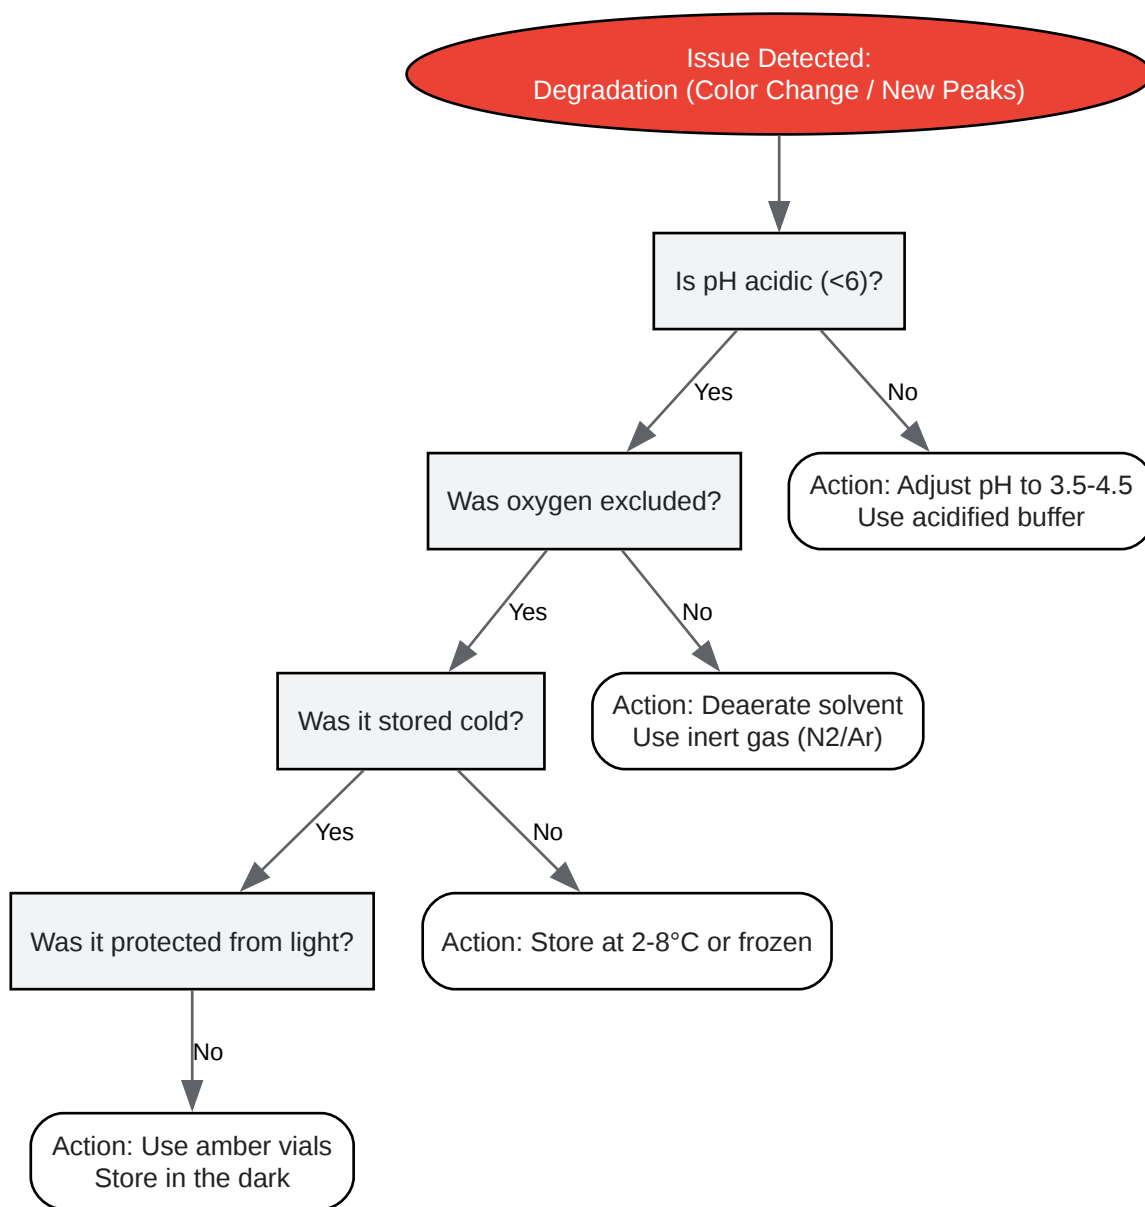 Issue Detected:
Degradation (Color Change / New Peaks)
Is pH acidic (<6)?
Yes
No
Was oxygen excluded?
Action: Adjust pH to 3.5-4.5
Use acidified buffer
Yes
No
Was it stored cold?
Action: Deaerate solvent
Use inert gas (N2/Ar)
Yes
No
Was it protected from light?
Action: Store at 2-8°C or frozen
No
Action: Use amber vials
Store in the dark